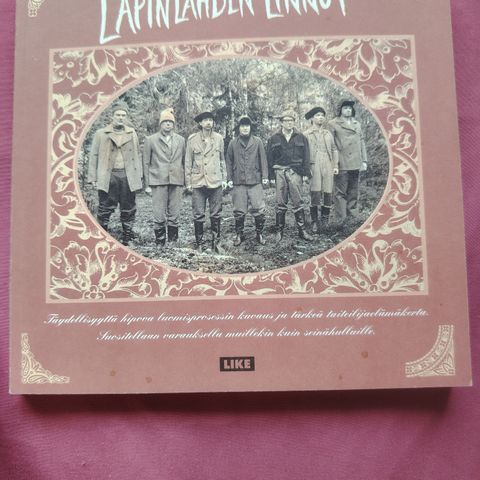 LAPINLAHDEN LINNUT
Täydellisyyttä hipova luomisprosessin kuvaus ja tärkeä taiteilijaelämäkerta.
Suositellaan varauksella muillekin kuin seinähulluille.
LIKE